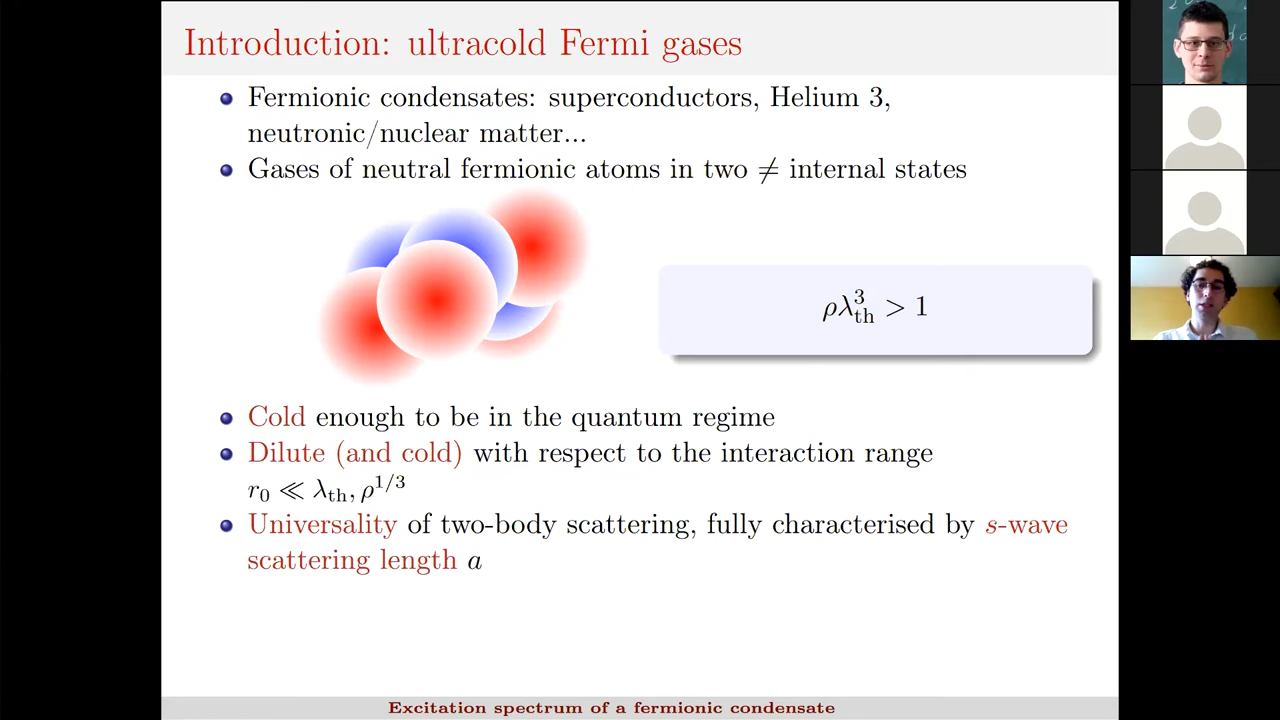 Introduction: ultracold Fermi gases
Fermionic condensates: superconductors, Helium 3,
neutronic/nuclear matter...
Gases of neutral fermionic atoms in two ≠ internal states
ρλ³_th > 1
Cold enough to be in the quantum regime
Dilute (and cold) with respect to the interaction range
r₀ ≪ λ_th, ρ^{1/3}
Universality of two-body scattering, fully characterised by s-wave
scattering length a
Excitation spectrum of a fermionic condensate